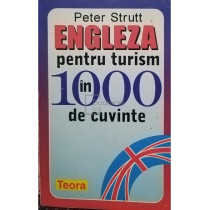 Peter Strutt
ENGLEZA
pentru turism
în
1000
de cuvinte
Teora